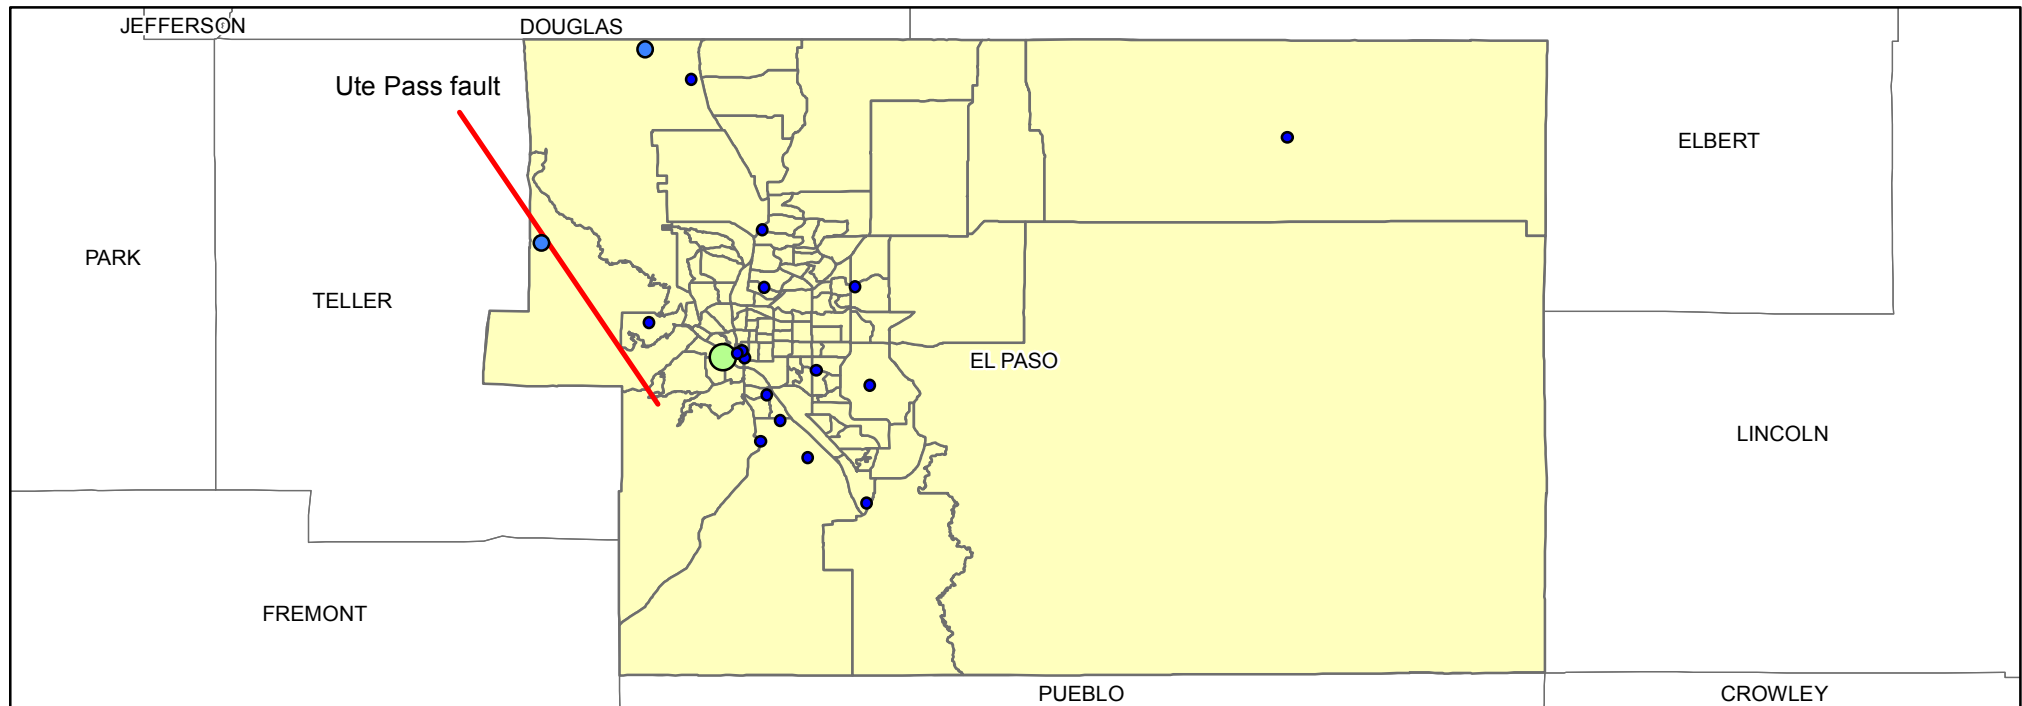 JEFFERSON
DOUGLAS
Ute Pass fault
ELBERT
PARK
TELLER
EL PASO
LINCOLN
FREMONT
PUEBLO
CROWLEY